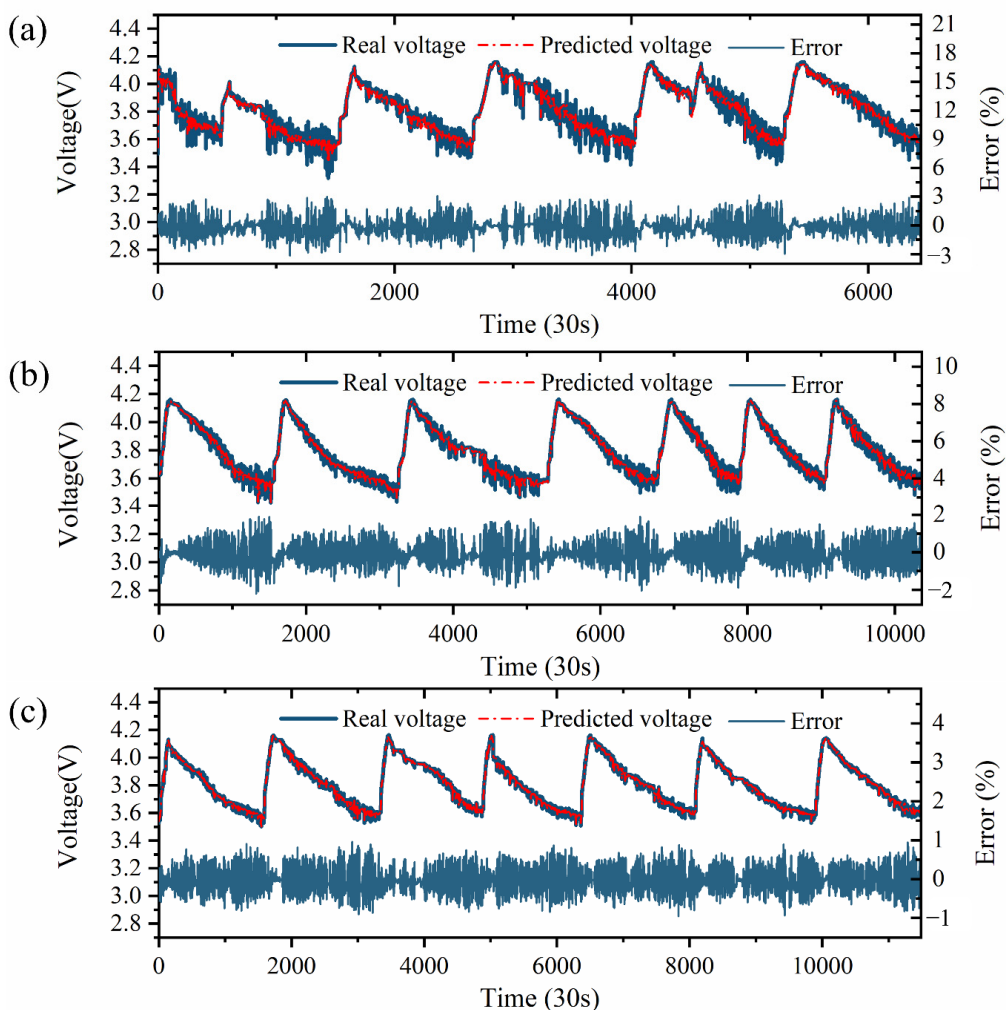 (a)
Real voltage Predicted voltage Error
Voltage(V)
4.4
4.2
4.0
3.8
3.6
3.4
3.2
3.0
2.8
Error (%)
21
18
15
12
9
6
3
0
−3
0 2000 4000 6000
Time (30s)
(b)
Real voltage Predicted voltage Error
Voltage(V)
4.4
4.2
4.0
3.8
3.6
3.4
3.2
3.0
2.8
Error (%)
10
8
6
4
2
0
−2
0 2000 4000 6000 8000 10000
Time (30s)
(c)
Real voltage Predicted voltage Error
Voltage(V)
4.4
4.2
4.0
3.8
3.6
3.4
3.2
3.0
2.8
Error (%)
4
3
2
1
0
−1
0 2000 4000 6000 8000 10000
Time (30s)